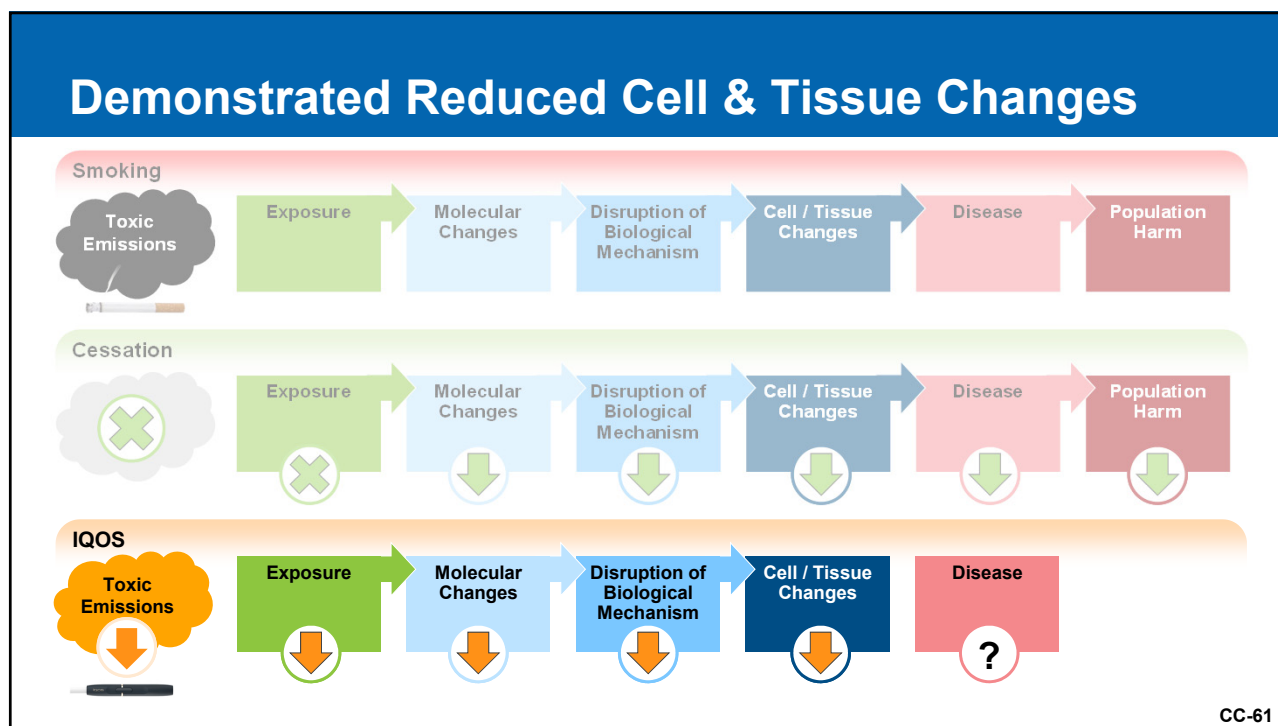 Demonstrated Reduced Cell & Tissue Changes
Smoking
Toxic
Emissions
Exposure
Molecular
Changes
Disruption of
Biological
Mechanism
Cell / Tissue
Changes
Disease
Population
Harm
Cessation
Exposure
Molecular
Changes
Disruption of
Biological
Mechanism
Cell / Tissue
Changes
Disease
Population
Harm
IQOS
Toxic
Emissions
Exposure
Molecular
Changes
Disruption of
Biological
Mechanism
Cell / Tissue
Changes
Disease
?
CC-61